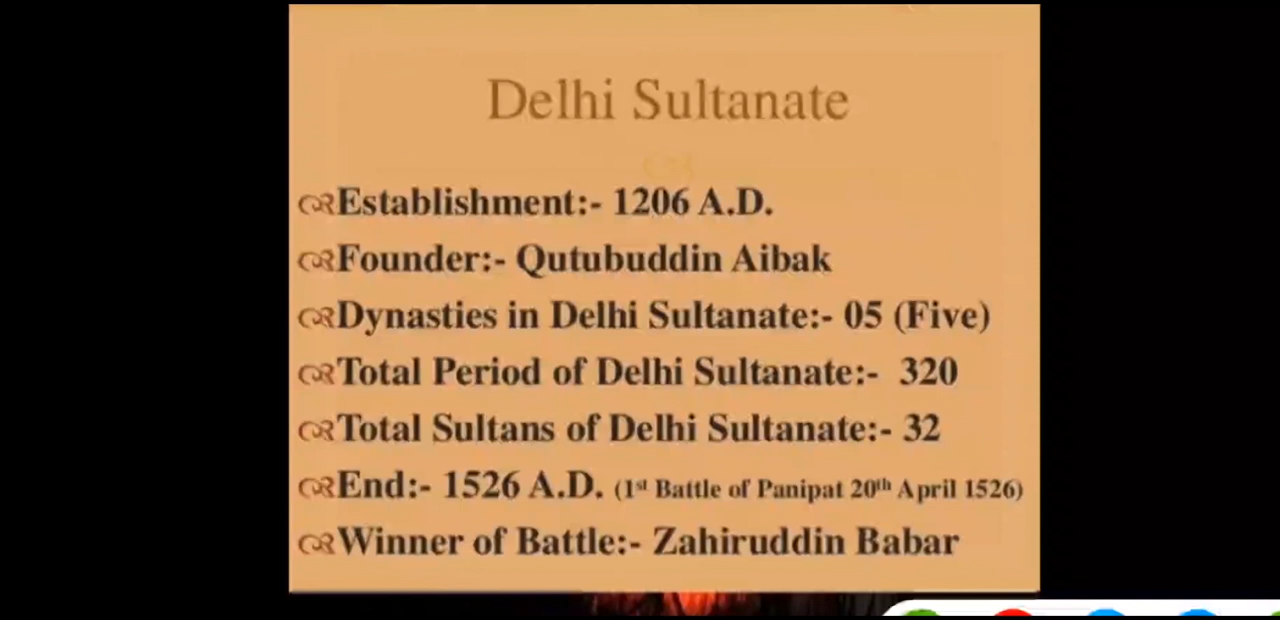 Delhi Sultanate
Establishment:- 1206 A.D.
Founder:- Qutubuddin Aibak
Dynasties in Delhi Sultanate:- 05 (Five)
Total Period of Delhi Sultanate:- 320
Total Sultans of Delhi Sultanate:- 32
End:- 1526 A.D. (1st Battle of Panipat 20th April 1526)
Winner of Battle:- Zahiruddin Babar